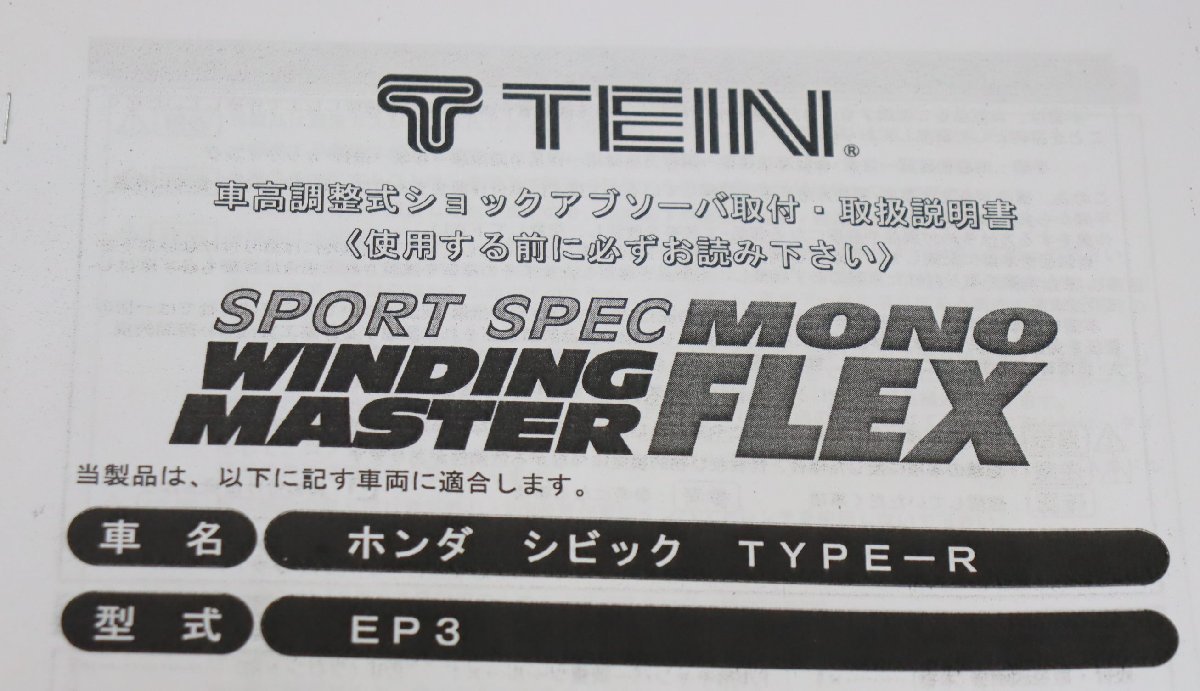 TEIN®
車高調整式ショックアブソーバ取付・取扱説明書
〈使用する前に必ずお読み下さい〉
SPORT SPEC MONO
WINDING
MASTER FLEX
当製品は、以下に記す車両に適合します。
車 名 ホンダ シビック TYPE-R
型 式 EP3